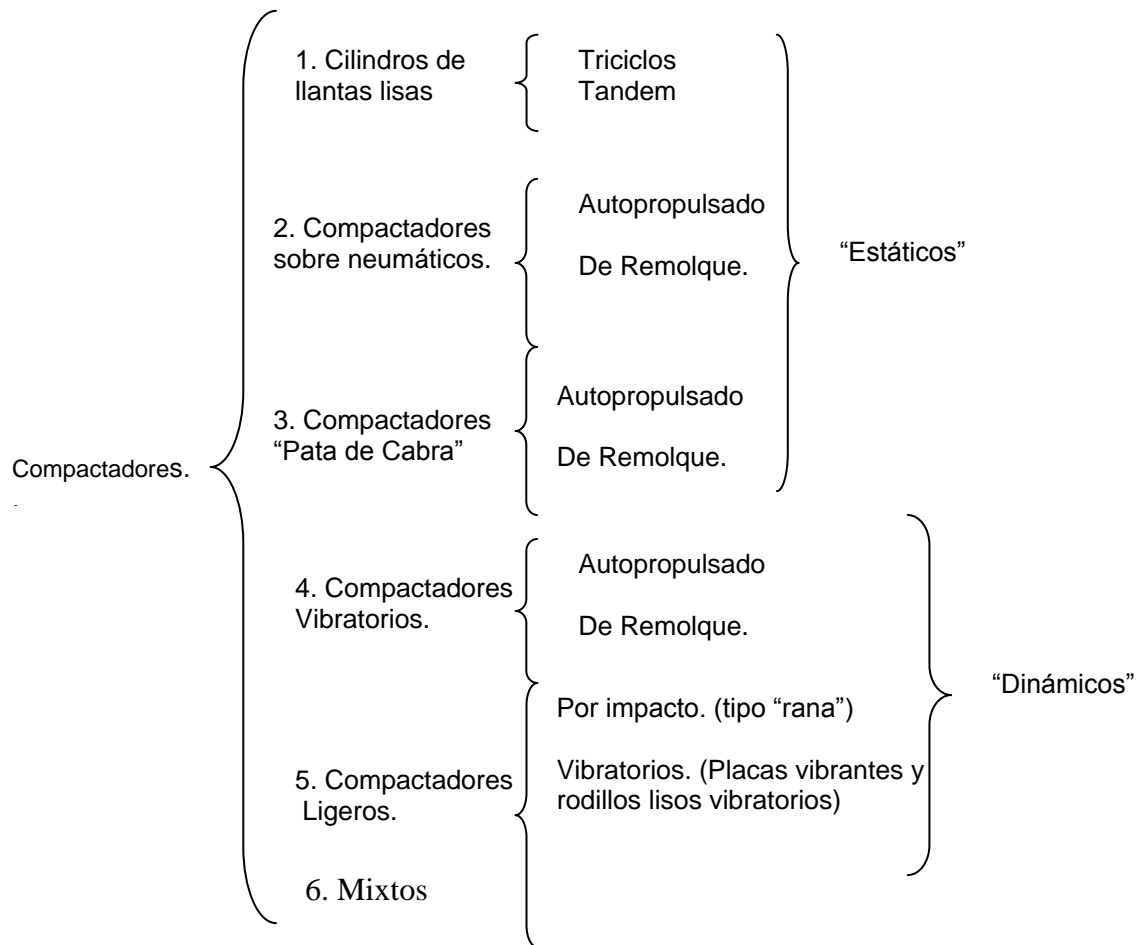 1. Cilindros de
llantas lisas
Triciclos
Tandem
2. Compactadores
sobre neumáticos.
Autopropulsado
De Remolque.
“Estáticos”
3. Compactadores
“Pata de Cabra”
Autopropulsado
De Remolque.
Compactadores.
4. Compactadores
Vibratorios.
Autopropulsado
De Remolque.
“Dinámicos”
5. Compactadores
Ligeros.
Por impacto. (tipo “rana”)
Vibratorios. (Placas vibrantes y
rodillos lisos vibratorios)
6. Mixtos